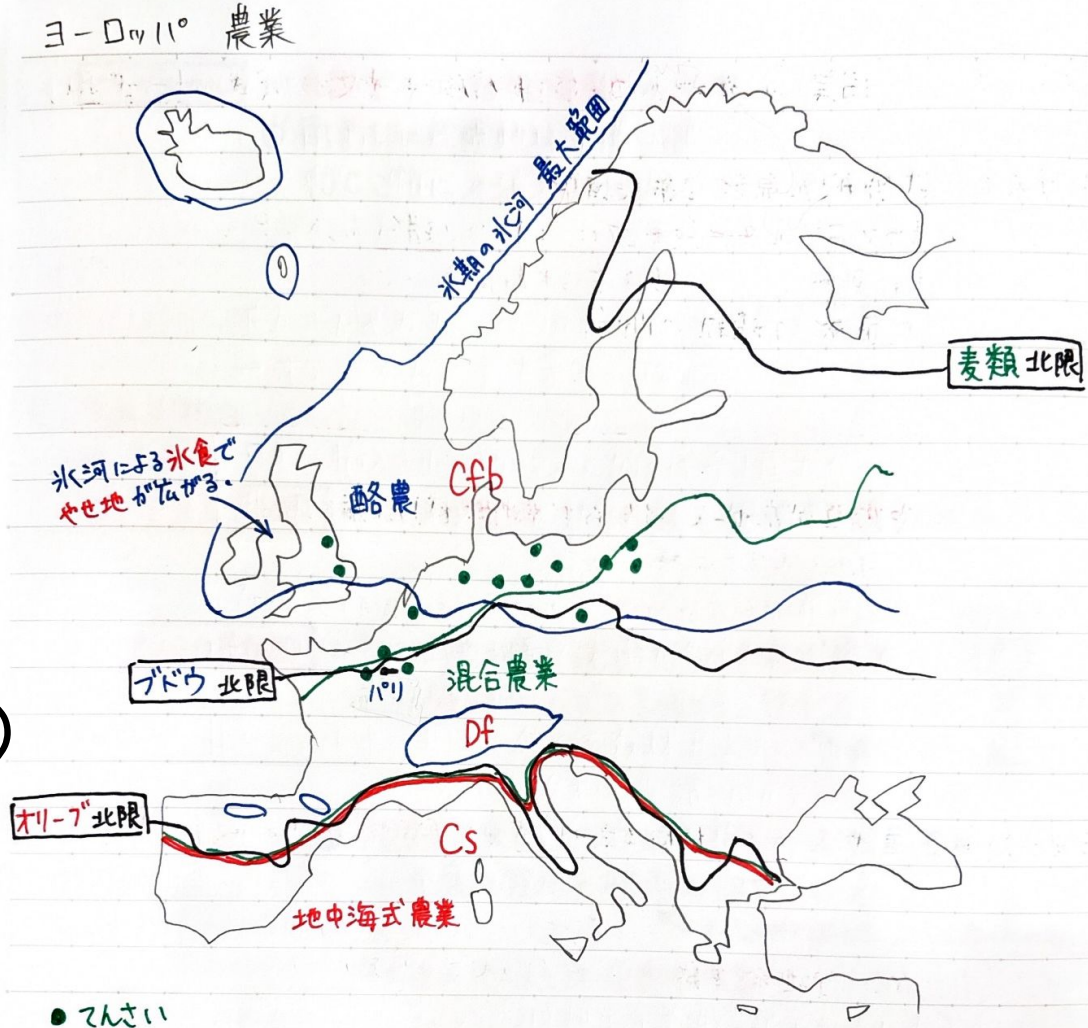 ヨーロッパ 農業
氷期の氷河 最大範囲
麦類北限
氷河による氷食で
やせ地が広がる。
酪農
Cfb
ブドウ北限
パリ
混合農業
Df
オリーブ北限
Cs
地中海式農業
● てんさい